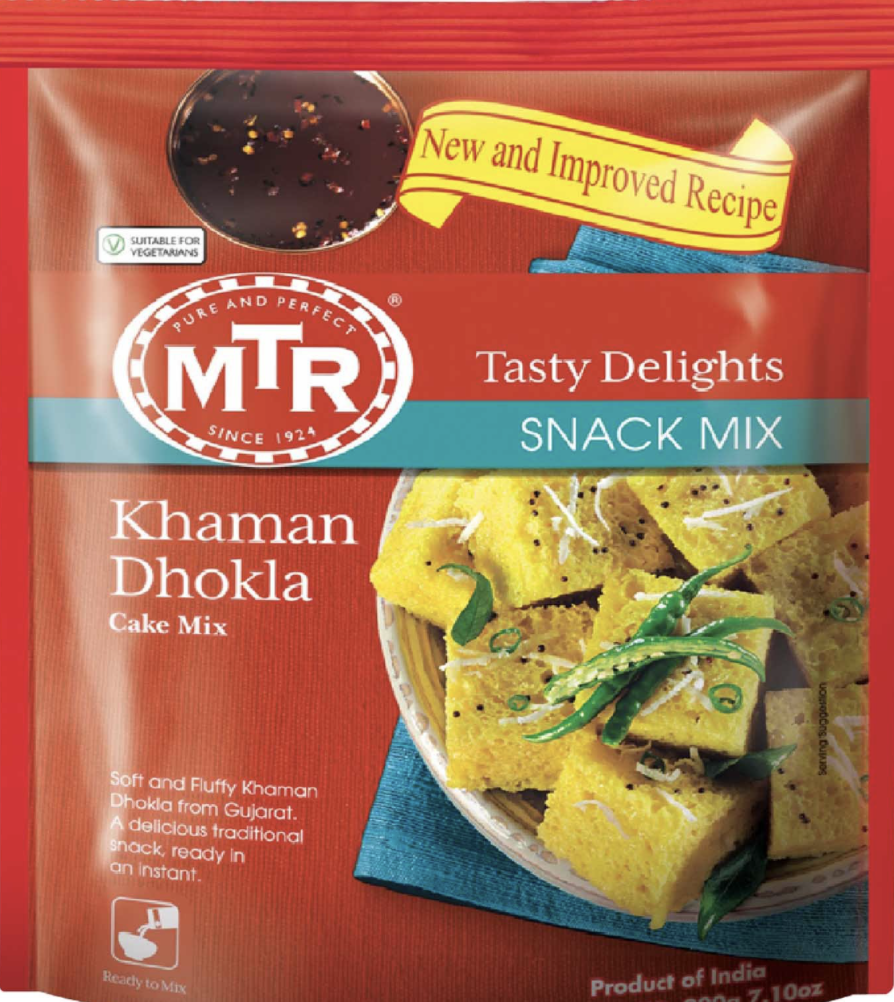 New and Improved Recipe
SUITABLE FOR
VEGETARIANS
PURE AND PERFECT
®
MTR
SINCE 1924
Tasty Delights
SNACK MIX
Khaman
Dhokla
Cake Mix
Serving Suggestion
Soft and Fluffy Khaman
Dhokla from Gujarat.
A delicious traditional
snack, ready in
an instant.
Ready to Mix
Product of India
7.10oz